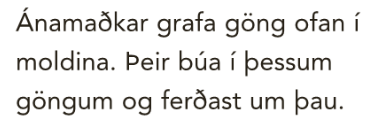 Ánamaðkar grafa göng ofan í
moldina. Þeir búa í þessum
göngum og ferðast um þau.